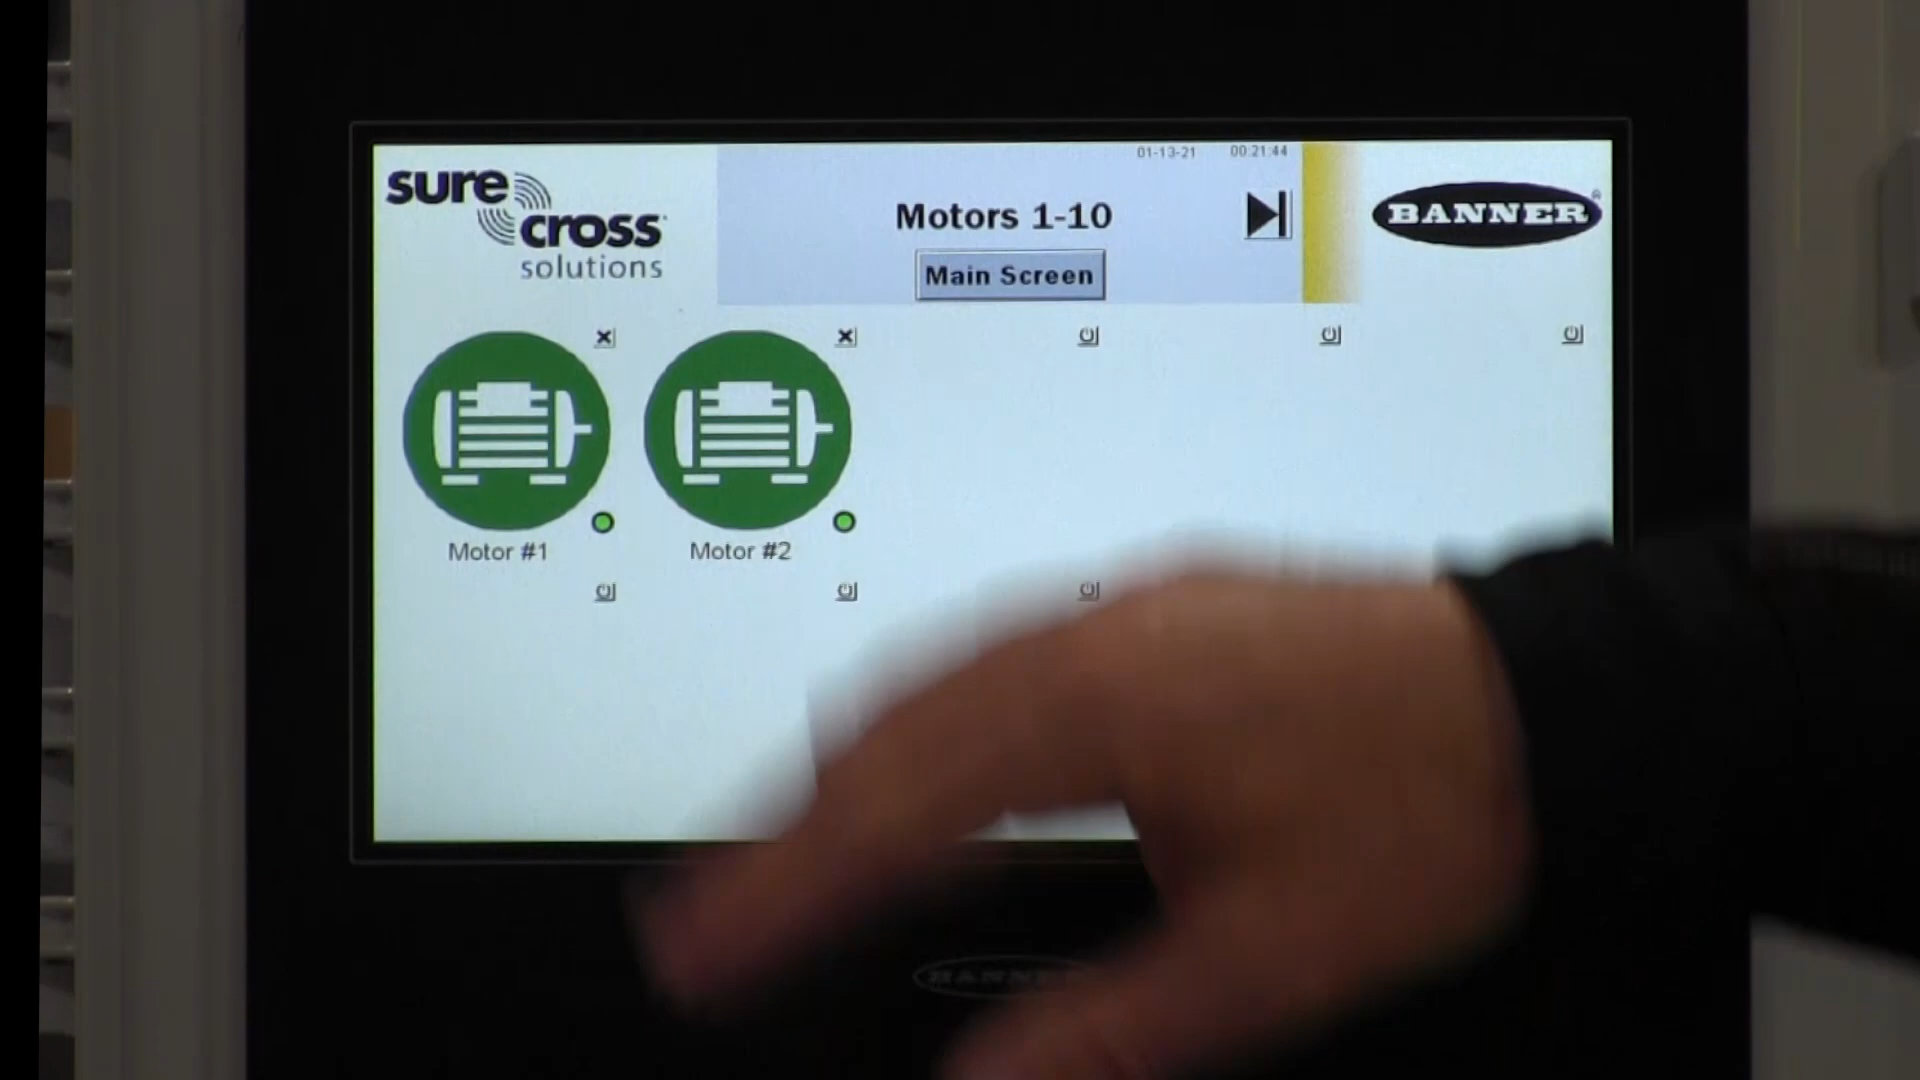 sure
cross
solutions
01-13-21 00:21:44
Motors 1-10
Main Screen
BANNER®
Motor #1
Motor #2
BANNER